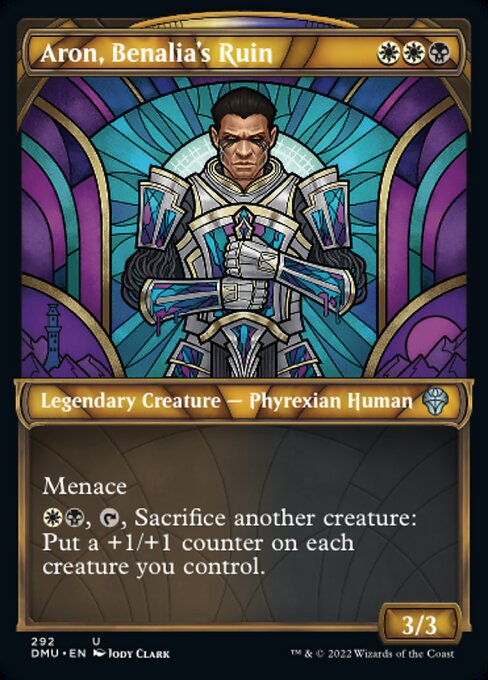 Aron, Benalia's Ruin
Legendary Creature — Phyrexian Human
Menace
, , Sacrifice another creature:
Put a +1/+1 counter on each
creature you control.
3/3
292 U
DMU • EN Jody Clark
™ & © 2022 Wizards of the Coast